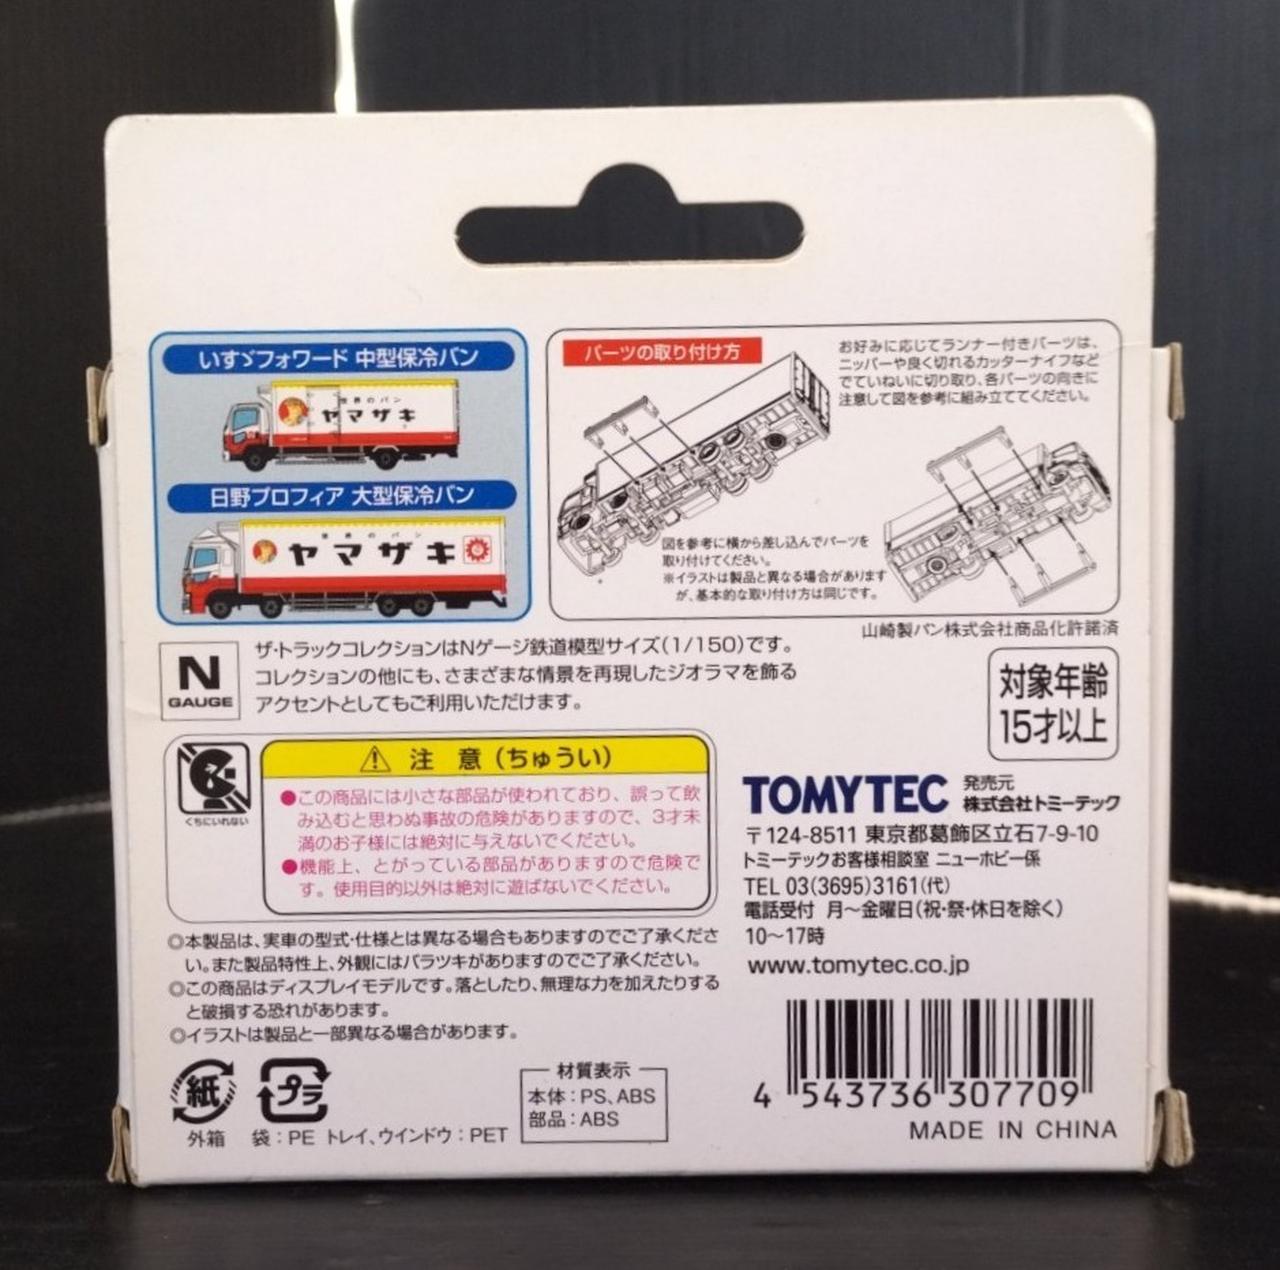 いすゞフォワード 中型保冷バン
世界のパン
ヤマザキ
日野プロフィア 大型保冷バン
世界のパン
ヤマザキ
パーツの取り付け方
お好みに応じてランナー付きパーツは、
ニッパーや良く切れるカッターナイフなど
でていねいに切り取り、各パーツの向きに
注意して図を参考に組み立ててください。
図を参考に横から差し込んでパーツを
取り付けてください。
※イラストは製品と異なる場合があります
が、基本的な取り付け方は同じです。
山崎製パン株式会社商品化許諾済
N
GAUGE
ザ・トラックコレクションはNゲージ鉄道模型サイズ(1/150)です。
コレクションの他にも、さまざまな情景を再現したジオラマを飾る
アクセントとしてもご利用いただけます。
対象年齢
15才以上
くちにいれない
⚠ 注 意(ちゅうい)
●この商品には小さな部品が使われており、誤って飲
み込むと思わぬ事故の危険がありますので、3才未
満のお子様には絶対に与えないでください。
●機能上、とがっている部品がありますので危険で
す。使用目的以外は絶対に遊ばないでください。
TOMYTEC 発売元
株式会社トミーテック
〒124-8511 東京都葛飾区立石7-9-10
トミーテックお客様相談室 ニューホビー係
TEL 03(3695)3161(代)
電話受付 月〜金曜日(祝・祭・休日を除く)
10〜17時
www.tomytec.co.jp
◎本製品は、実車の型式・仕様とは異なる場合もありますのでご了承くださ
い。また製品特性上、外観にはバラツキがありますのでご了承ください。
◎この商品はディスプレイモデルです。落としたり、無理な力を加えたりする
と破損する恐れがあります。
◎イラストは製品と一部異なる場合があります。
紙
プラ
外箱 袋:PE トレイ、ウインドウ:PET
材質表示
本体:PS、ABS
部品:ABS
4 543736 307709
MADE IN CHINA